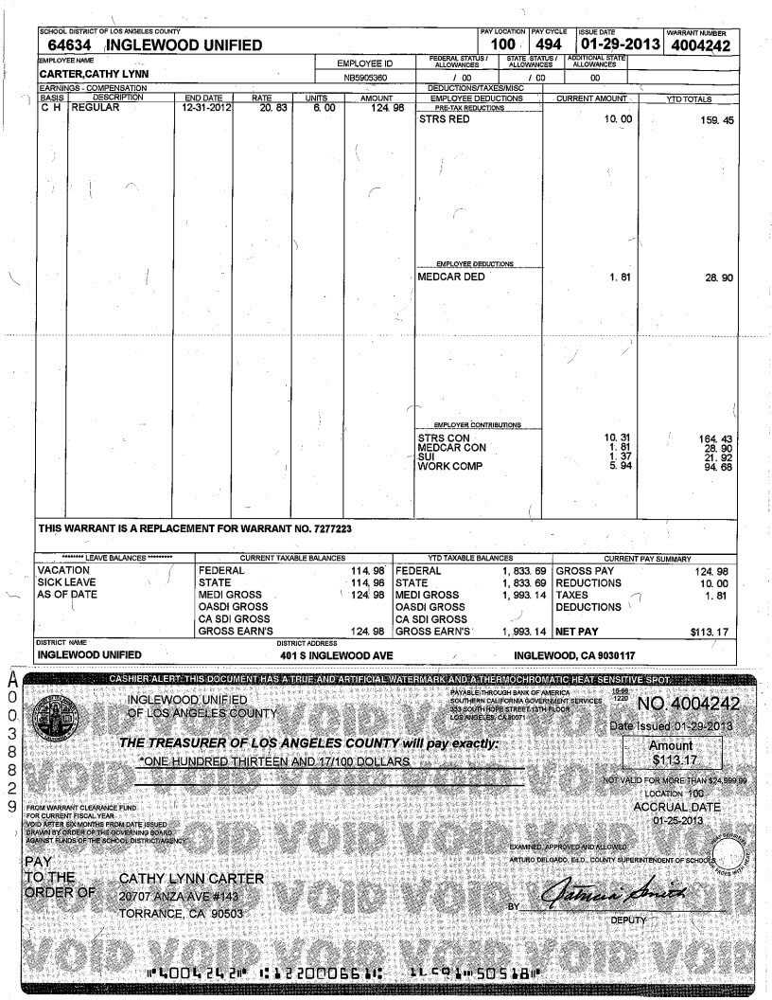 SCHOOL DISTRICT OF LOS ANGELES COUNTY PAY LOCATION PAY CYCLE ISSUE DATE WARRANT NUMBER
64634 INGLEWOOD UNIFIED 100 494 01-29-2013 4004242
EMPLOYEE NAME EMPLOYEE ID FEDERAL STATUS / ALLOWANCES STATE STATUS / ALLOWANCES ADDITIONAL STATE ALLOWANCES
CARTER,CATHY LYNN NB5905360 / 00 / 00 00
EARNINGS - COMPENSATION DEDUCTIONS/TAXES/MISC
BASIS DESCRIPTION END DATE RATE UNITS AMOUNT EMPLOYEE DEDUCTIONS CURRENT AMOUNT YTD TOTALS
C H REGULAR 12-31-2012 20.83 6.00 124.98 PRE-TAX REDUCTIONS
STRS RED 10.00 159.45
EMPLOYEE DEDUCTIONS
MEDCAR DED 1.81 28.90
EMPLOYER CONTRIBUTIONS
STRS CON 10.31 164.43
MEDCAR CON 1.81 28.90
SUI 1.37 21.92
WORK COMP 5.94 94.68
THIS WARRANT IS A REPLACEMENT FOR WARRANT NO. 7277223
******** LEAVE BALANCES ********* CURRENT TAXABLE BALANCES YTD TAXABLE BALANCES CURRENT PAY SUMMARY
VACATION FEDERAL 114.98 FEDERAL 1,833.69 GROSS PAY 124.98
SICK LEAVE STATE 114.98 STATE 1,833.69 REDUCTIONS 10.00
AS OF DATE MEDI GROSS 124.98 MEDI GROSS 1,993.14 TAXES 1.81
OASDI GROSS OASDI GROSS DEDUCTIONS
CA SDI GROSS CA SDI GROSS
GROSS EARN'S 124.98 GROSS EARN'S 1,993.14 NET PAY $113.17
DISTRICT NAME DISTRICT ADDRESS
INGLEWOOD UNIFIED 401 S INGLEWOOD AVE INGLEWOOD, CA 9030117
CASHIER ALERT: THIS DOCUMENT HAS A TRUE AND ARTIFICIAL WATERMARK AND A THERMOCHROMATIC HEAT SENSITIVE SPOT.
A0038829
INGLEWOOD UNIFIED
OF LOS ANGELES COUNTY
PAYABLE THROUGH BANK OF AMERICA
SOUTHERN CALIFORNIA GOVERNMENT SERVICES
333 SOUTH HOPE STREET 13TH FLOOR
LOS ANGELES, CA 90071
16-66
1220
NO. 4004242
Date Issued 01-29-2013
THE TREASURER OF LOS ANGELES COUNTY will pay exactly:
*ONE HUNDRED THIRTEEN AND 17/100 DOLLARS
Amount
$113.17
NOT VALID FOR MORE THAN $24,999.99
LOCATION 100
ACCRUAL DATE
01-25-2013
FROM WARRANT CLEARANCE FUND
FOR CURRENT FISCAL YEAR
VOID AFTER SIX MONTHS FROM DATE ISSUED
DRAWN BY ORDER OF THE GOVERNING BOARD
AGAINST FUNDS OF THE SCHOOL DISTRICT/AGENCY
EXAMINED, APPROVED AND ALLOWED
ARTURO DELGADO, Ed.D., COUNTY SUPERINTENDENT OF SCHOOLS
PAY
TO THE
ORDER OF
CATHY LYNN CARTER
20707 ANZA AVE #143
TORRANCE, CA 90503
BY Patricia Smith
DEPUTY
VOID VOID VOID VOID VOID
⑈4004242⑈ ⑆122000661⑆ 11591⑉50518⑈